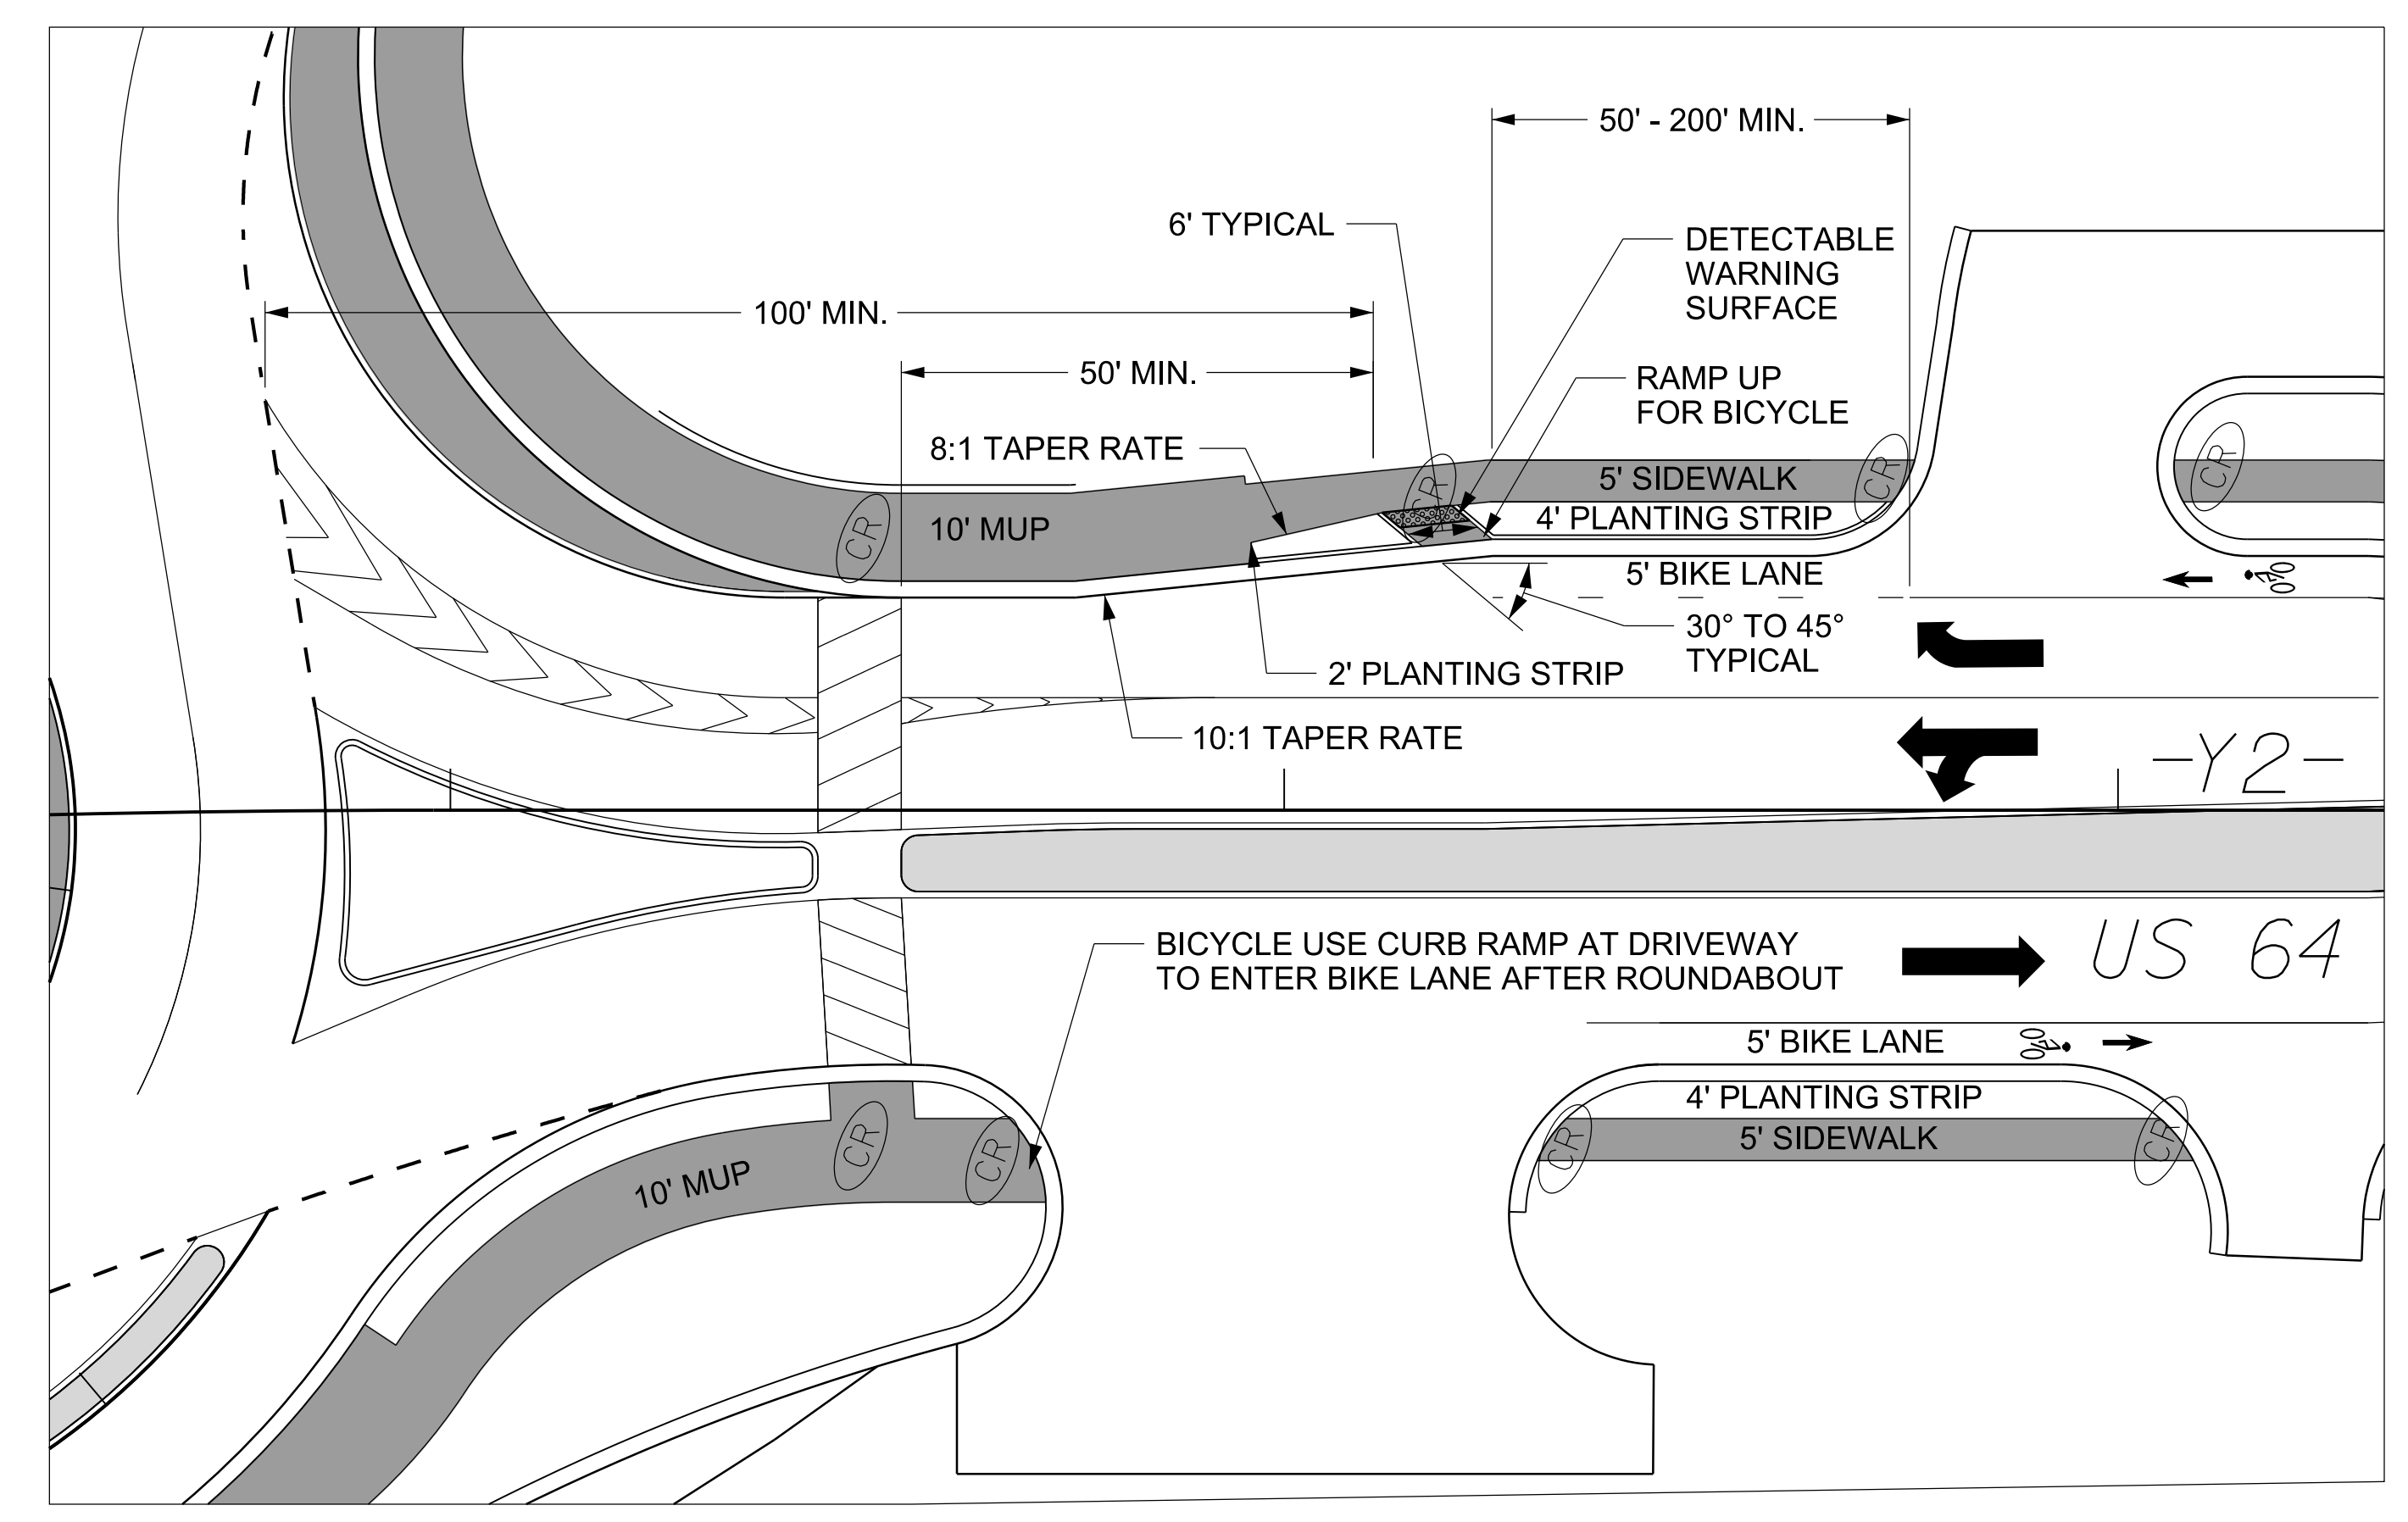 50' - 200' MIN.
6' TYPICAL
DETECTABLE
WARNING
SURFACE
100' MIN.
50' MIN.
RAMP UP
FOR BICYCLE
8:1 TAPER RATE
CR
CR
CR
5' SIDEWALK
CR
10' MUP
4' PLANTING STRIP
5' BIKE LANE
30° TO 45°
TYPICAL
2' PLANTING STRIP
10:1 TAPER RATE
-Y2-
BICYCLE USE CURB RAMP AT DRIVEWAY
TO ENTER BIKE LANE AFTER ROUNDABOUT
US 64
5' BIKE LANE
4' PLANTING STRIP
5' SIDEWALK
CR
CR
CR
CR
10' MUP